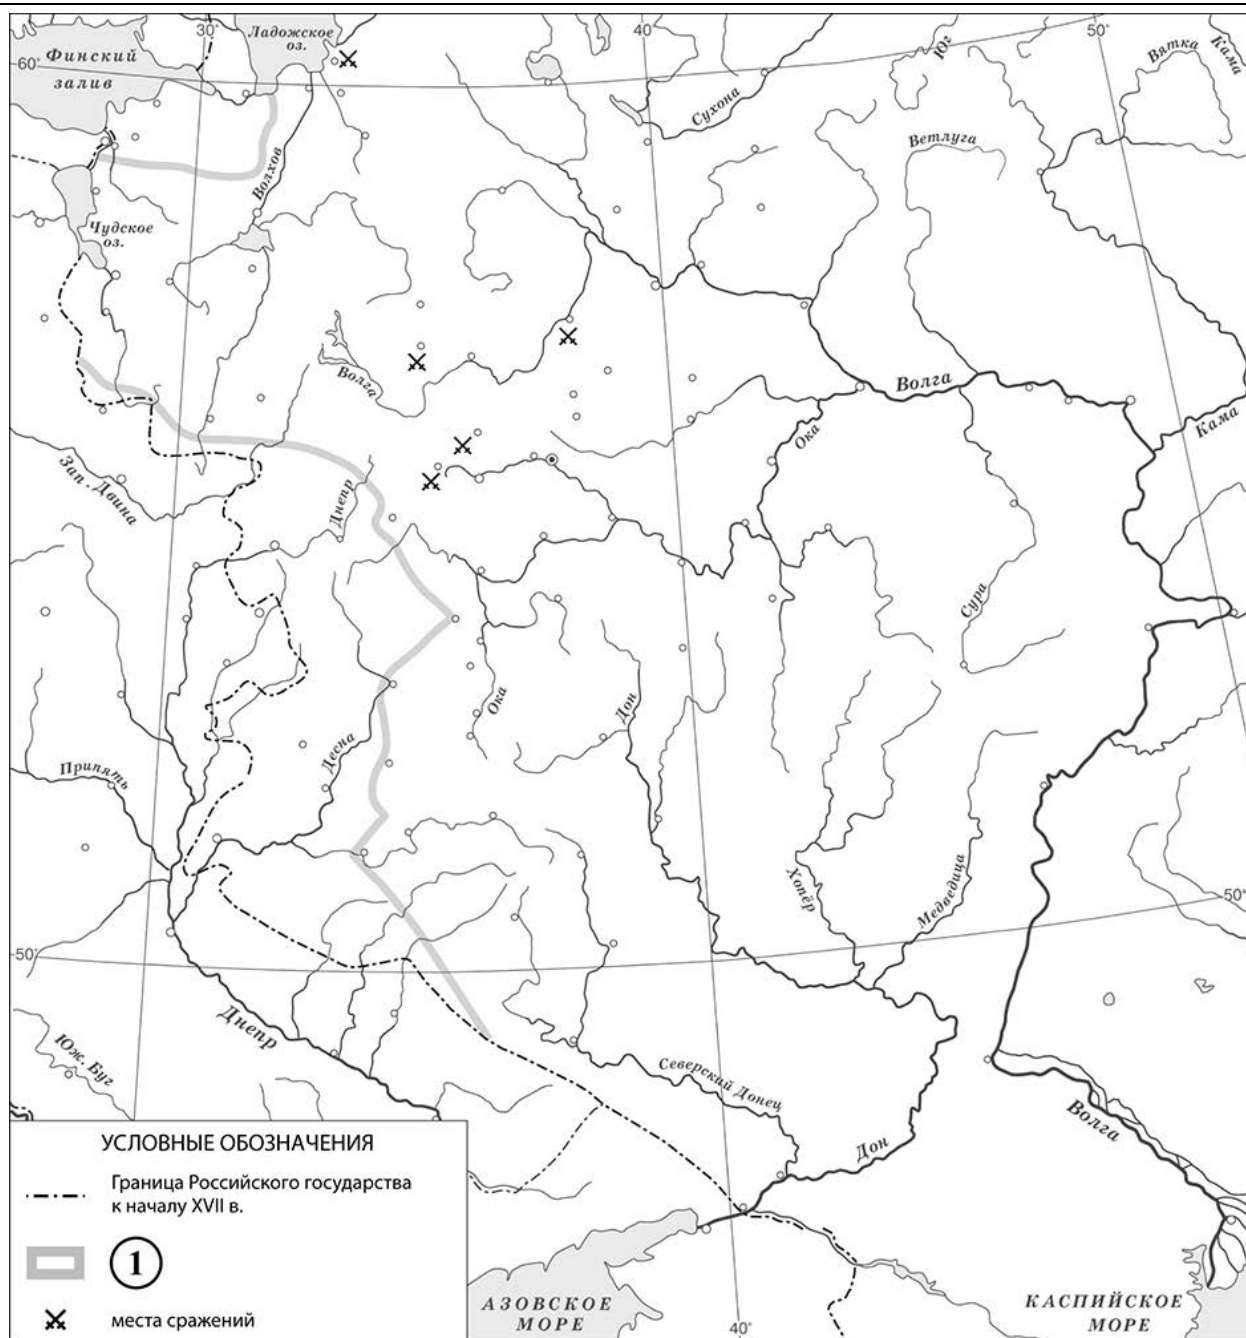 30°
Ладожское
оз.
40°
50°
Финский
залив
60°
Юг
Вятка
Кама
Сухона
Ветлуга
Волхов
Чудское
оз.
Волга
Волга
Ока
Кама
Зап. Двина
Днепр
Сура
Ока
Дон
Десна
Припять
Хопёр
Медведица
50°
50°
Днепр
Юж. Буг
Северский Донец
Волга
Дон
УСЛОВНЫЕ ОБОЗНАЧЕНИЯ
Граница Российского государства
к началу XVII в.
1
места сражений
АЗОВСКОЕ
МОРЕ
40°
КАСПИЙСКОЕ
МОРЕ